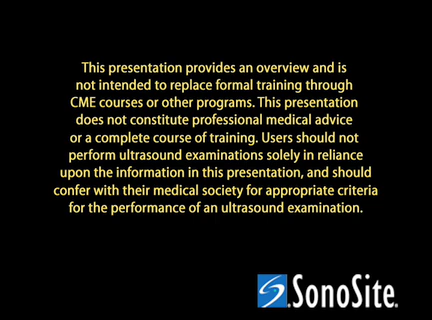 This presentation provides an overview and is
not intended to replace formal training through
CME courses or other programs. This presentation
does not constitute professional medical advice
or a complete course of training. Users should not
perform ultrasound examinations solely in reliance
upon the information in this presentation, and should
confer with their medical society for appropriate criteria
for the performance of an ultrasound examination.
SonoSite.